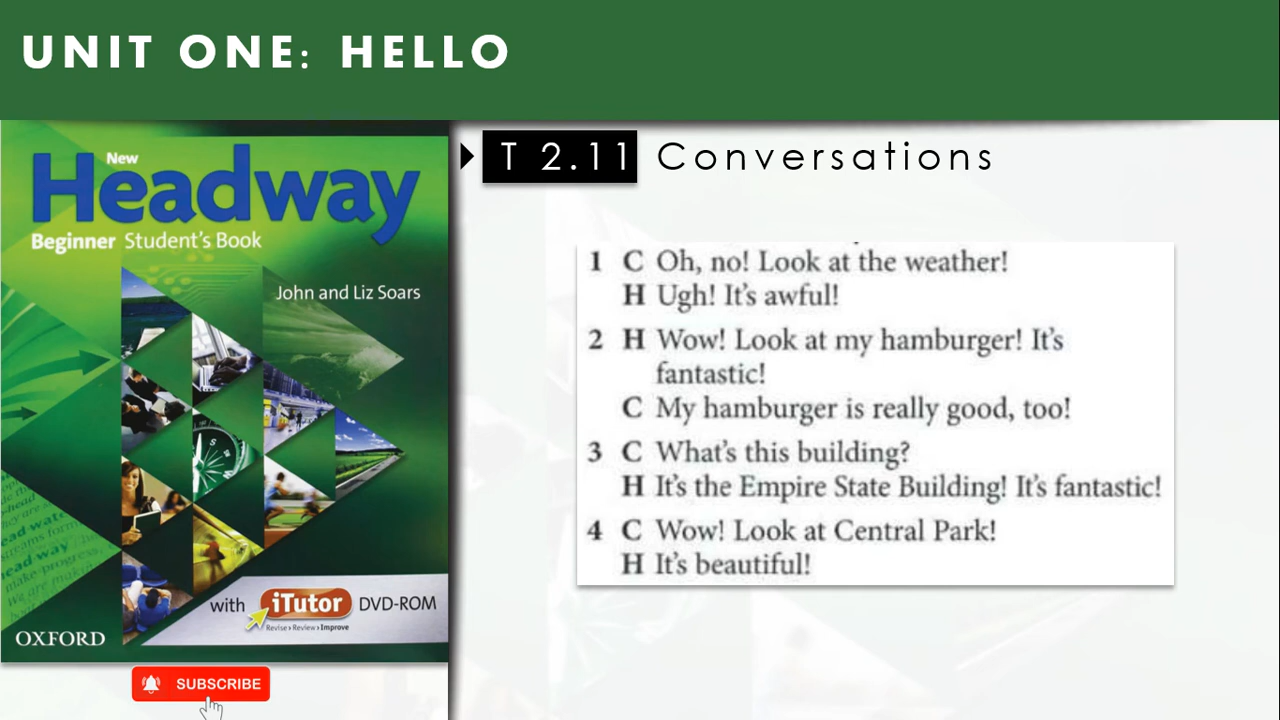 UNIT ONE: HELLO
New
Headway
Beginner Student's Book
John and Liz Soars
with iTutor DVD-ROM
Revise › Review › Improve
OXFORD
SUBSCRIBE
T 2.11 Conversations
1 C Oh, no! Look at the weather!
H Ugh! It's awful!
2 H Wow! Look at my hamburger! It's
fantastic!
C My hamburger is really good, too!
3 C What's this building?
H It's the Empire State Building! It's fantastic!
4 C Wow! Look at Central Park!
H It's beautiful!